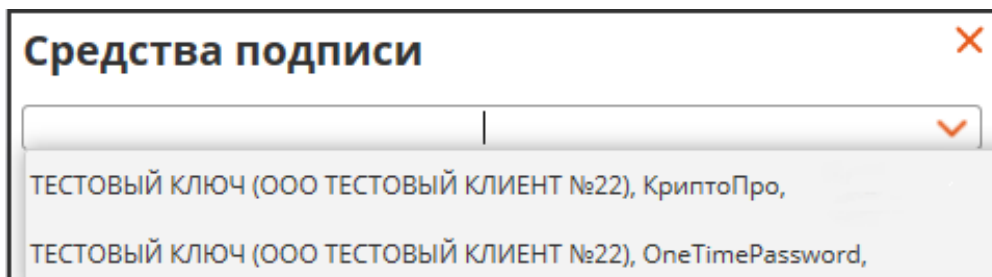 Средства подписи
ТЕСТОВЫЙ КЛЮЧ (ООО ТЕСТОВЫЙ КЛИЕНТ №22), КриптоПро,
ТЕСТОВЫЙ КЛЮЧ (ООО ТЕСТОВЫЙ КЛИЕНТ №22), OneTimePassword,